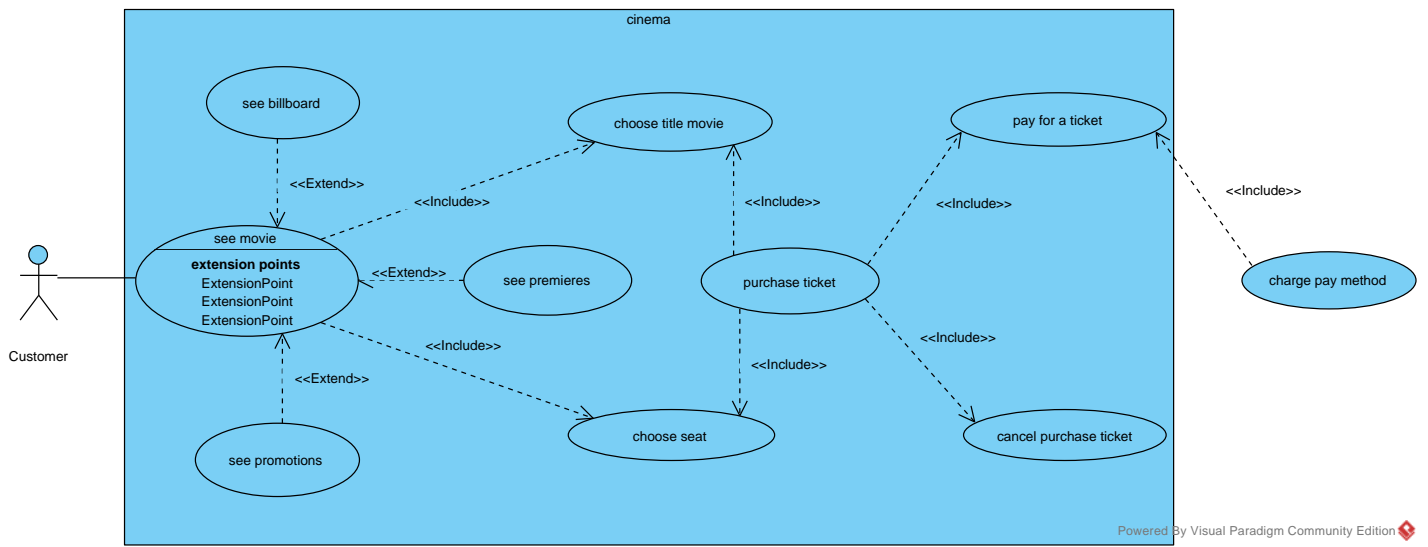 cinema
see billboard
choose title movie
pay for a ticket
<<Extend>>
<<Include>>
<<Include>>
<<Include>>
<<Include>>
see movie
extension points
ExtensionPoint
ExtensionPoint
ExtensionPoint
<<Extend>>
see premieres
purchase ticket
charge pay method
Customer
<<Include>>
<<Include>>
<<Include>>
<<Extend>>
choose seat
cancel purchase ticket
see promotions
Powered By Visual Paradigm Community Edition